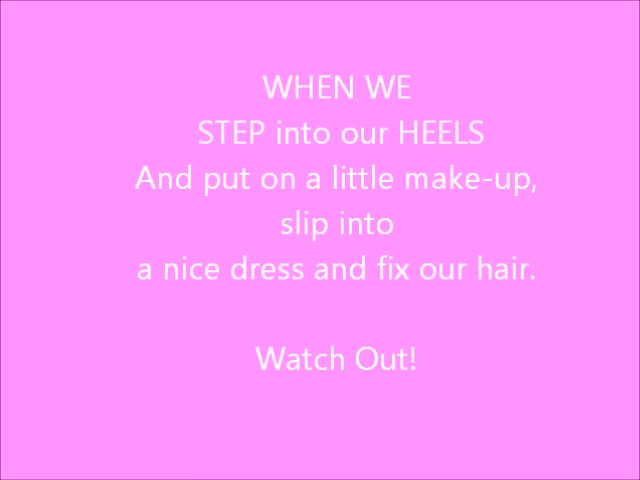 WHEN WE
STEP into our HEELS
And put on a little make-up,
slip into
a nice dress and fix our hair.
Watch Out!